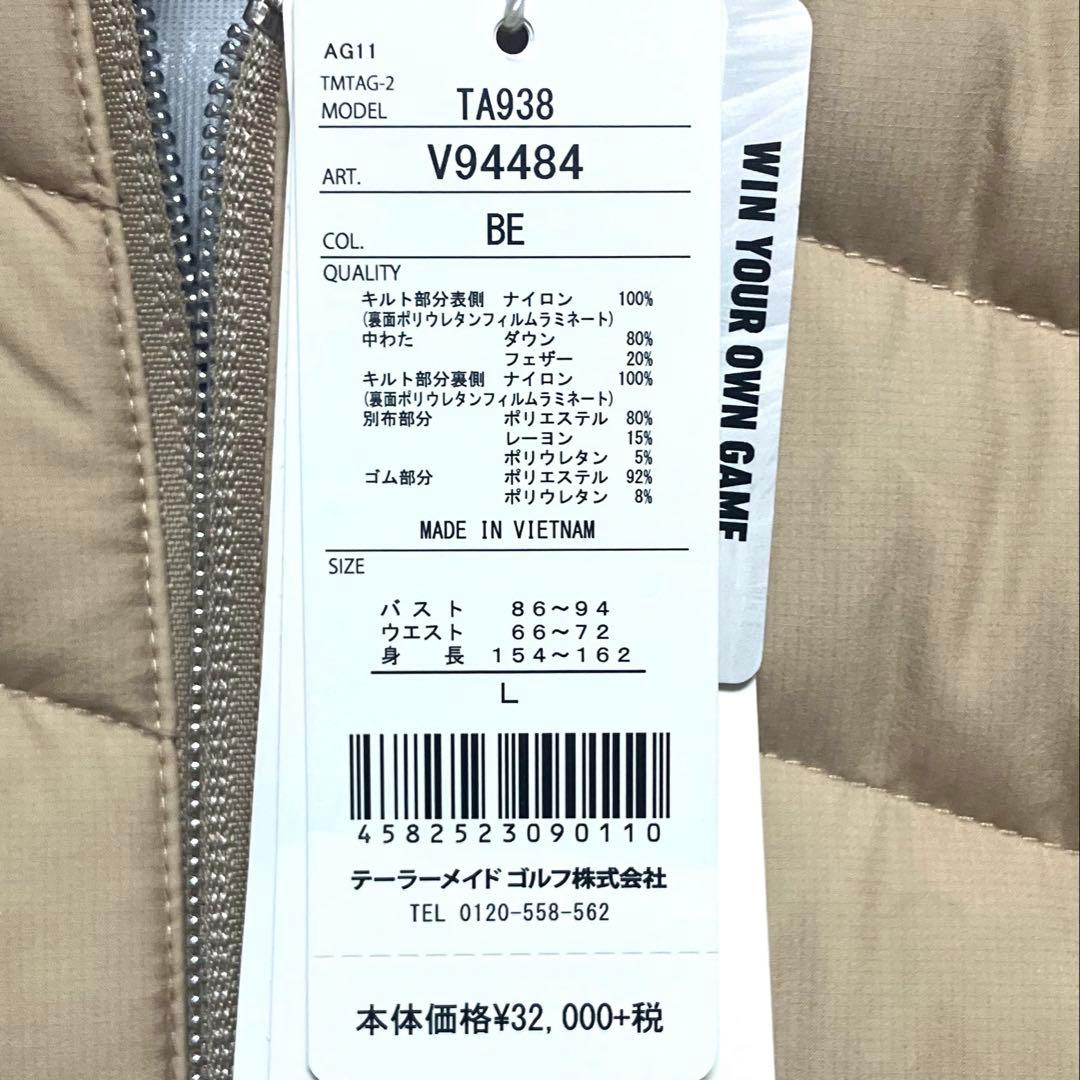 AG11
TMTAG-2
MODEL TA938
ART. V94484
COL. BE
QUALITY
キルト部分表側 ナイロン 100%
(裏面ポリウレタンフィルムラミネート)
中わた ダウン 80%
フェザー 20%
キルト部分裏側 ナイロン 100%
(裏面ポリウレタンフィルムラミネート)
別布部分 ポリエステル 80%
レーヨン 15%
ポリウレタン 5%
ゴム部分 ポリエステル 92%
ポリウレタン 8%
MADE IN VIETNAM
SIZE
バスト 86～94
ウエスト 66～72
身長 154～162
L
4582523090110
テーラーメイド ゴルフ株式会社
TEL 0120-558-562
本体価格¥32,000+税
WIN YOUR OWN GAME